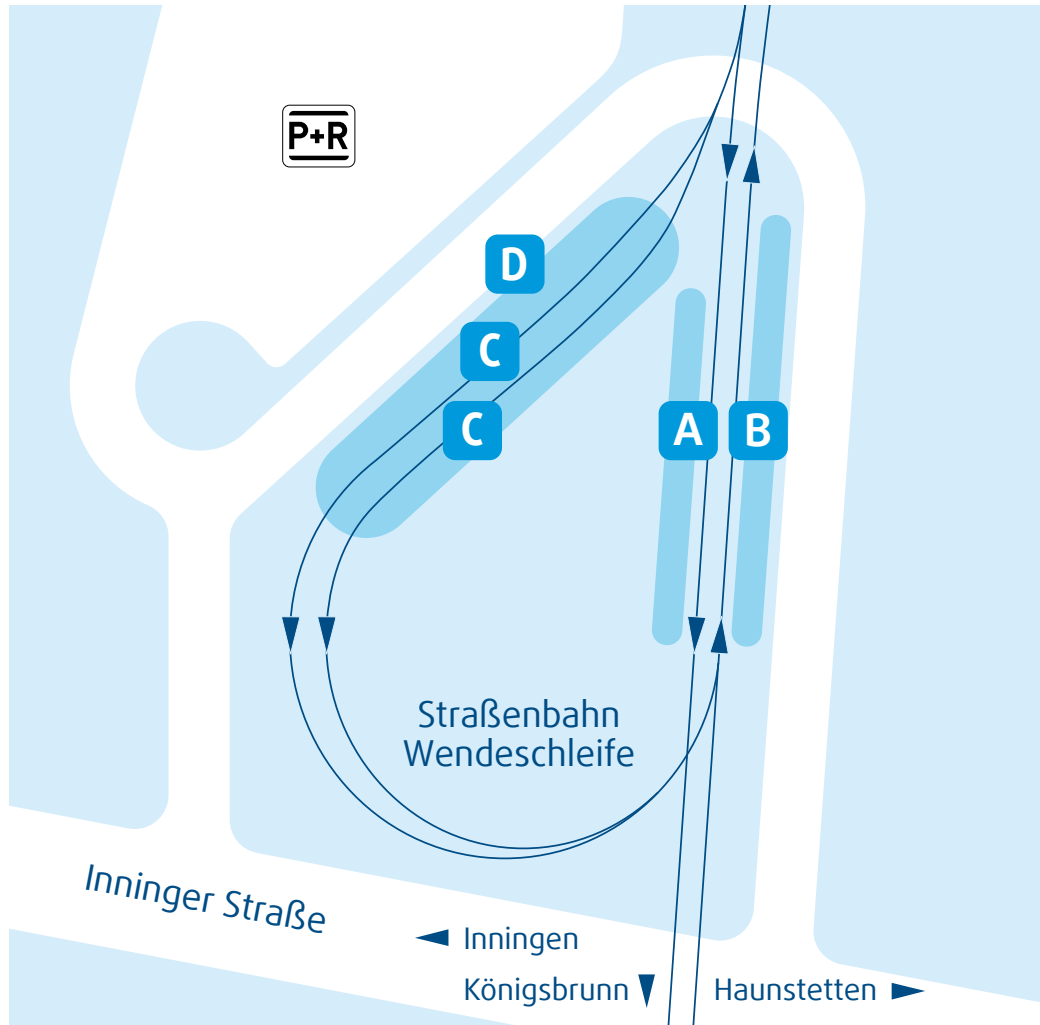 P+R
D
C
C
A
B
Straßenbahn
Wendeschleife
Inninger Straße
Inningen
Königsbrunn
Haunstetten